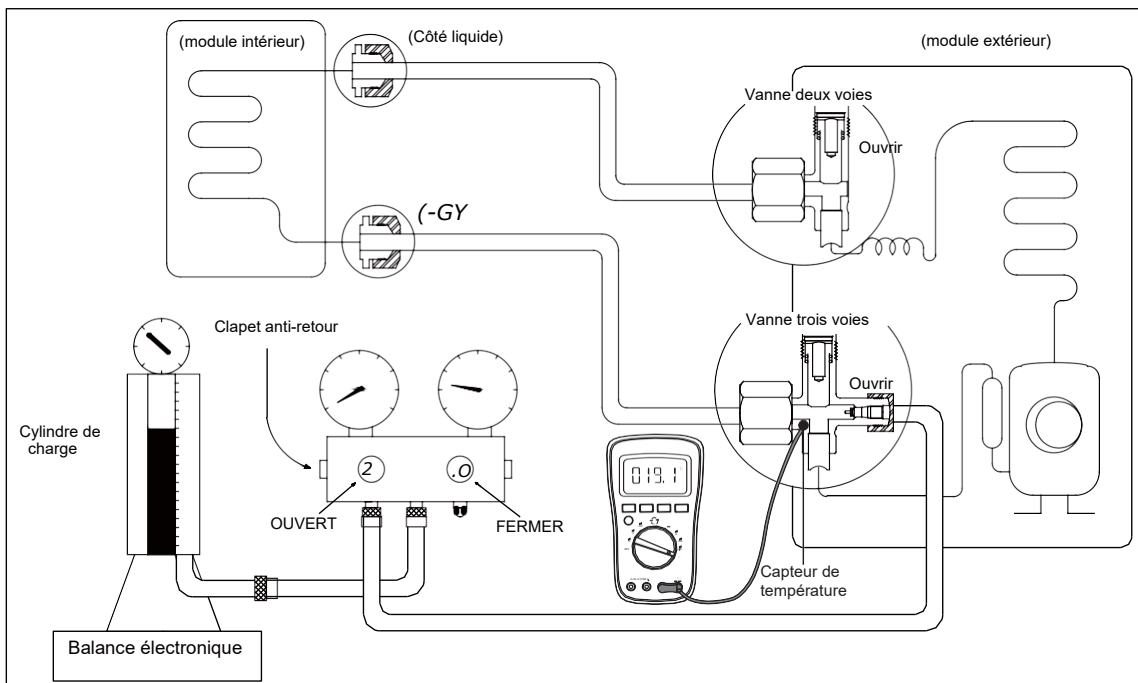 (module intérieur)
(Côté liquide)
(module extérieur)
Vanne deux voies
Ouvrir
(-GY
Clapet anti-retour
Vanne trois voies
Ouvrir
Cylindre de
charge
2
.O
OUVERT
FERMER
019.1
Capteur de
température
Balance électronique